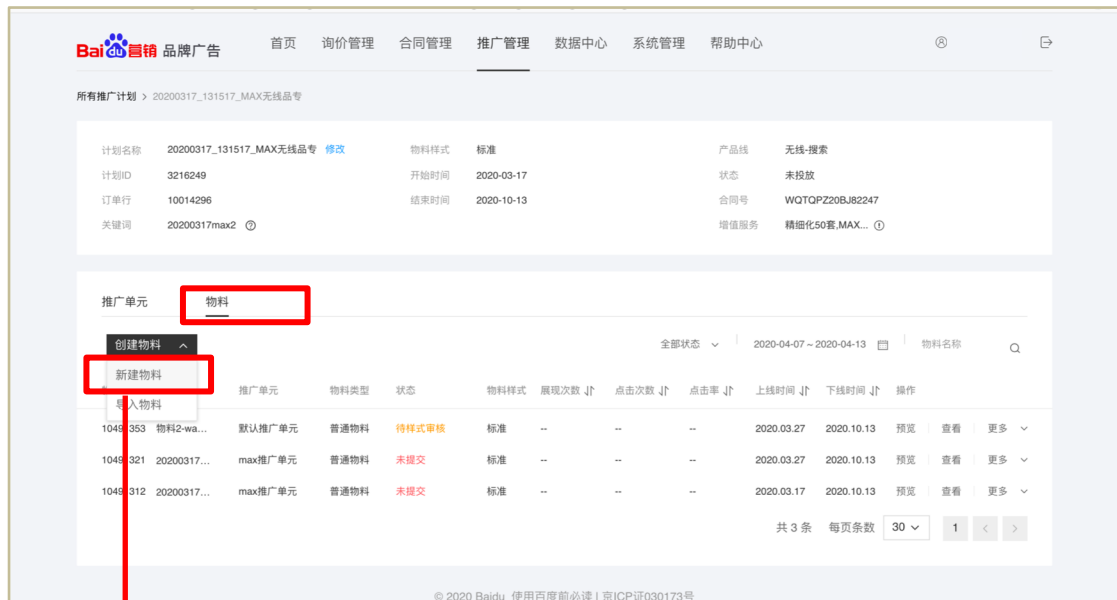 Bai du 营销 品牌广告 首页 询价管理 合同管理 推广管理 数据中心 系统管理 帮助中心
所有推广计划 > 20200317_131517_MAX无线品专
计划名称 20200317_131517_MAX无线品专 修改 物料样式 标准 产品线 无线-搜索
计划ID 3216249 开始时间 2020-03-17 状态 未投放
订单行 10014296 结束时间 2020-10-13 合同号 WQTQPZ20BJ82247
关键词 20200317max2 增值服务 精细化50套,MAX...
推广单元 物料
创建物料 全部状态 2020-04-07 ~ 2020-04-13 物料名称
新建物料
推广单元 物料类型 状态 物料样式 展现次数 点击次数 点击率 上线时间 下线时间 操作
导入物料
1049 353 物料2-wa... 默认推广单元 普通物料 待样式审核 标准 -- -- -- 2020.03.27 2020.10.13 预览 查看 更多
1049 321 20200317... max推广单元 普通物料 未提交 标准 -- -- -- 2020.03.27 2020.10.13 预览 查看 更多
1049 312 20200317... max推广单元 普通物料 未提交 标准 -- -- -- 2020.03.17 2020.10.13 预览 查看 更多
共 3 条 每页条数 30 1 < >
© 2020 Baidu 使用百度前必读 | 京ICP证030173号